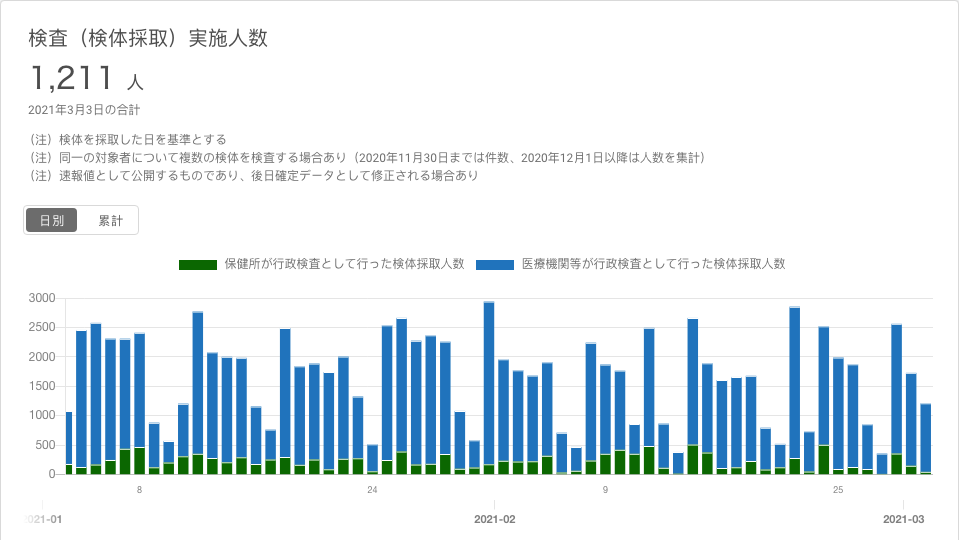 検査（検体採取）実施人数
1,211 人
2021年3月3日の合計
（注）検体を採取した日を基準とする
（注）同一の対象者について複数の検体を検査する場合あり（2020年11月30日までは件数、2020年12月1日以降は人数を集計）
（注）速報値として公開するものであり、後日確定データとして修正される場合あり
日別 累計
保健所が行政検査として行った検体採取人数 医療機関等が行政検査として行った検体採取人数
3000
2500
2000
1500
1000
500
0
8 24 9 25
2021-01 2021-02 2021-03